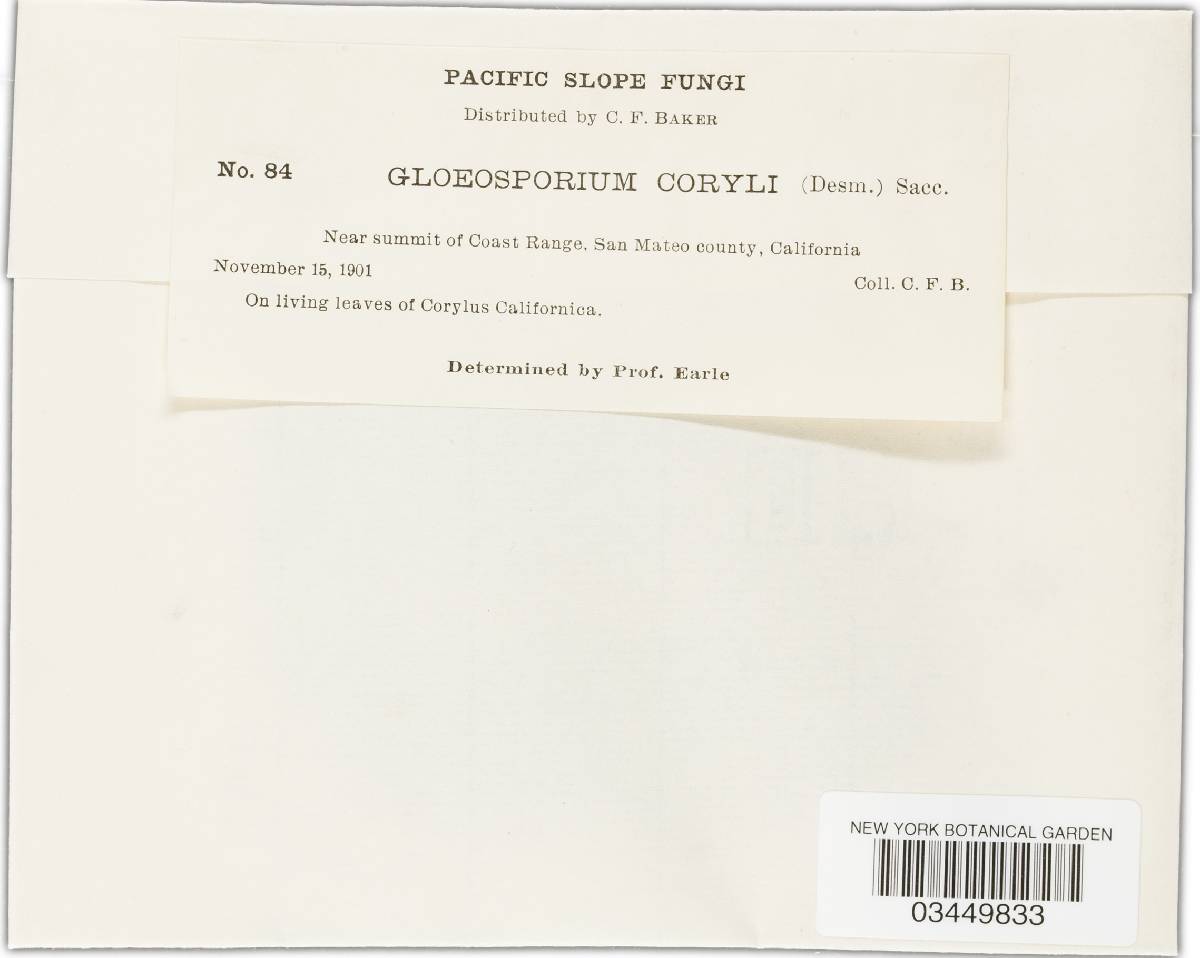 PACIFIC SLOPE FUNGI
Distributed by C. F. BAKER
No. 84 GLOEOSPORIUM CORYLI (Desm.) Sacc.
Near summit of Coast Range, San Mateo county, California
November 15, 1901
Coll. C. F. B.
On living leaves of Corylus Californica.
Determined by Prof. Earle
NEW YORK BOTANICAL GARDEN
03449833